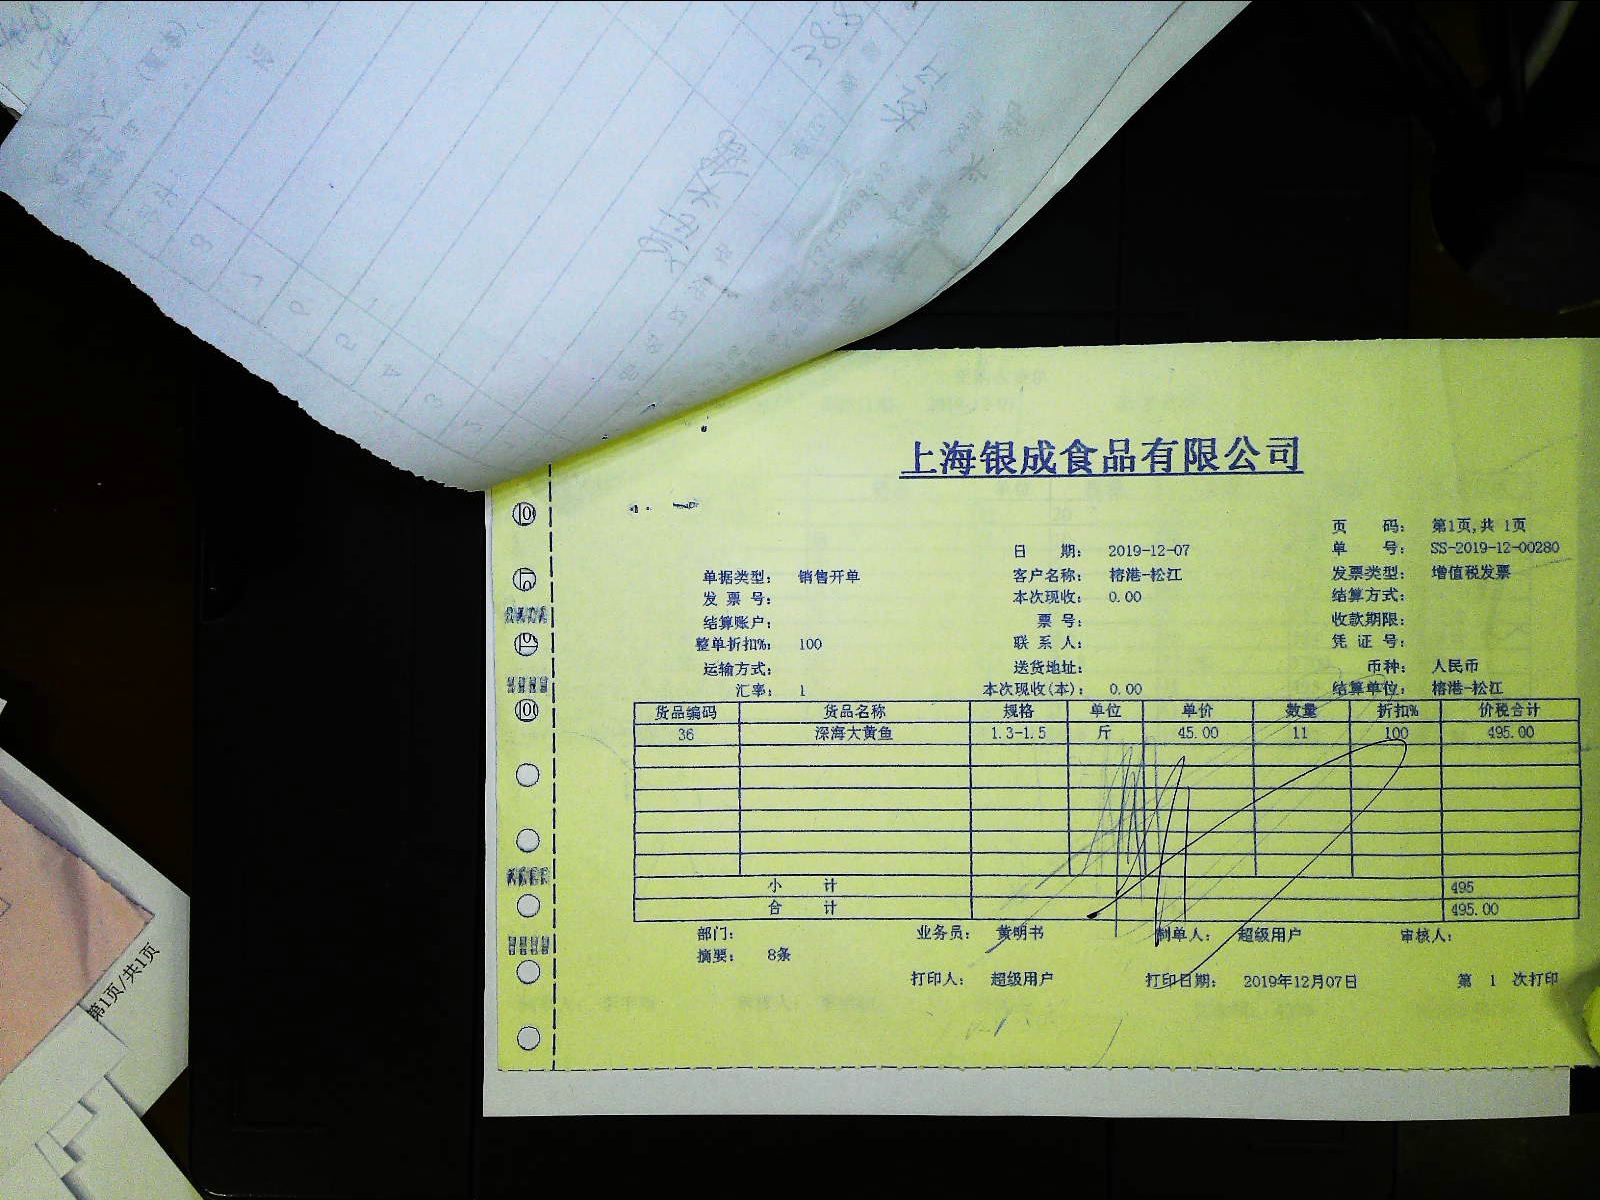 上海银成食品有限公司
页 码: 第1页,共 1页
日 期: 2019-12-07 单 号: SS-2019-12-00280
单据类型: 销售开单 客户名称: 榕港-松江 发票类型: 增值税发票
发 票 号: 本次现收: 0.00 结算方式:
结算账户: 票 号: 收款期限:
整单折扣%: 100 联 系 人: 凭 证 号:
运输方式: 送货地址: 币种: 人民币
汇率: 1 本次现收(本): 0.00 结算单位: 榕港-松江
货品编码 货品名称 规格 单位 单价 数量 折扣% 价税合计
36 深海大黄鱼 1.3-1.5 斤 45.00 11 100 495.00
小 计 495
合 计 495.00
部门: 业务员: 黄明书 制单人: 超级用户 审核人:
摘要: 8条
打印人: 超级用户 打印日期: 2019年12月07日 第 1 次打印
第1页/共1页